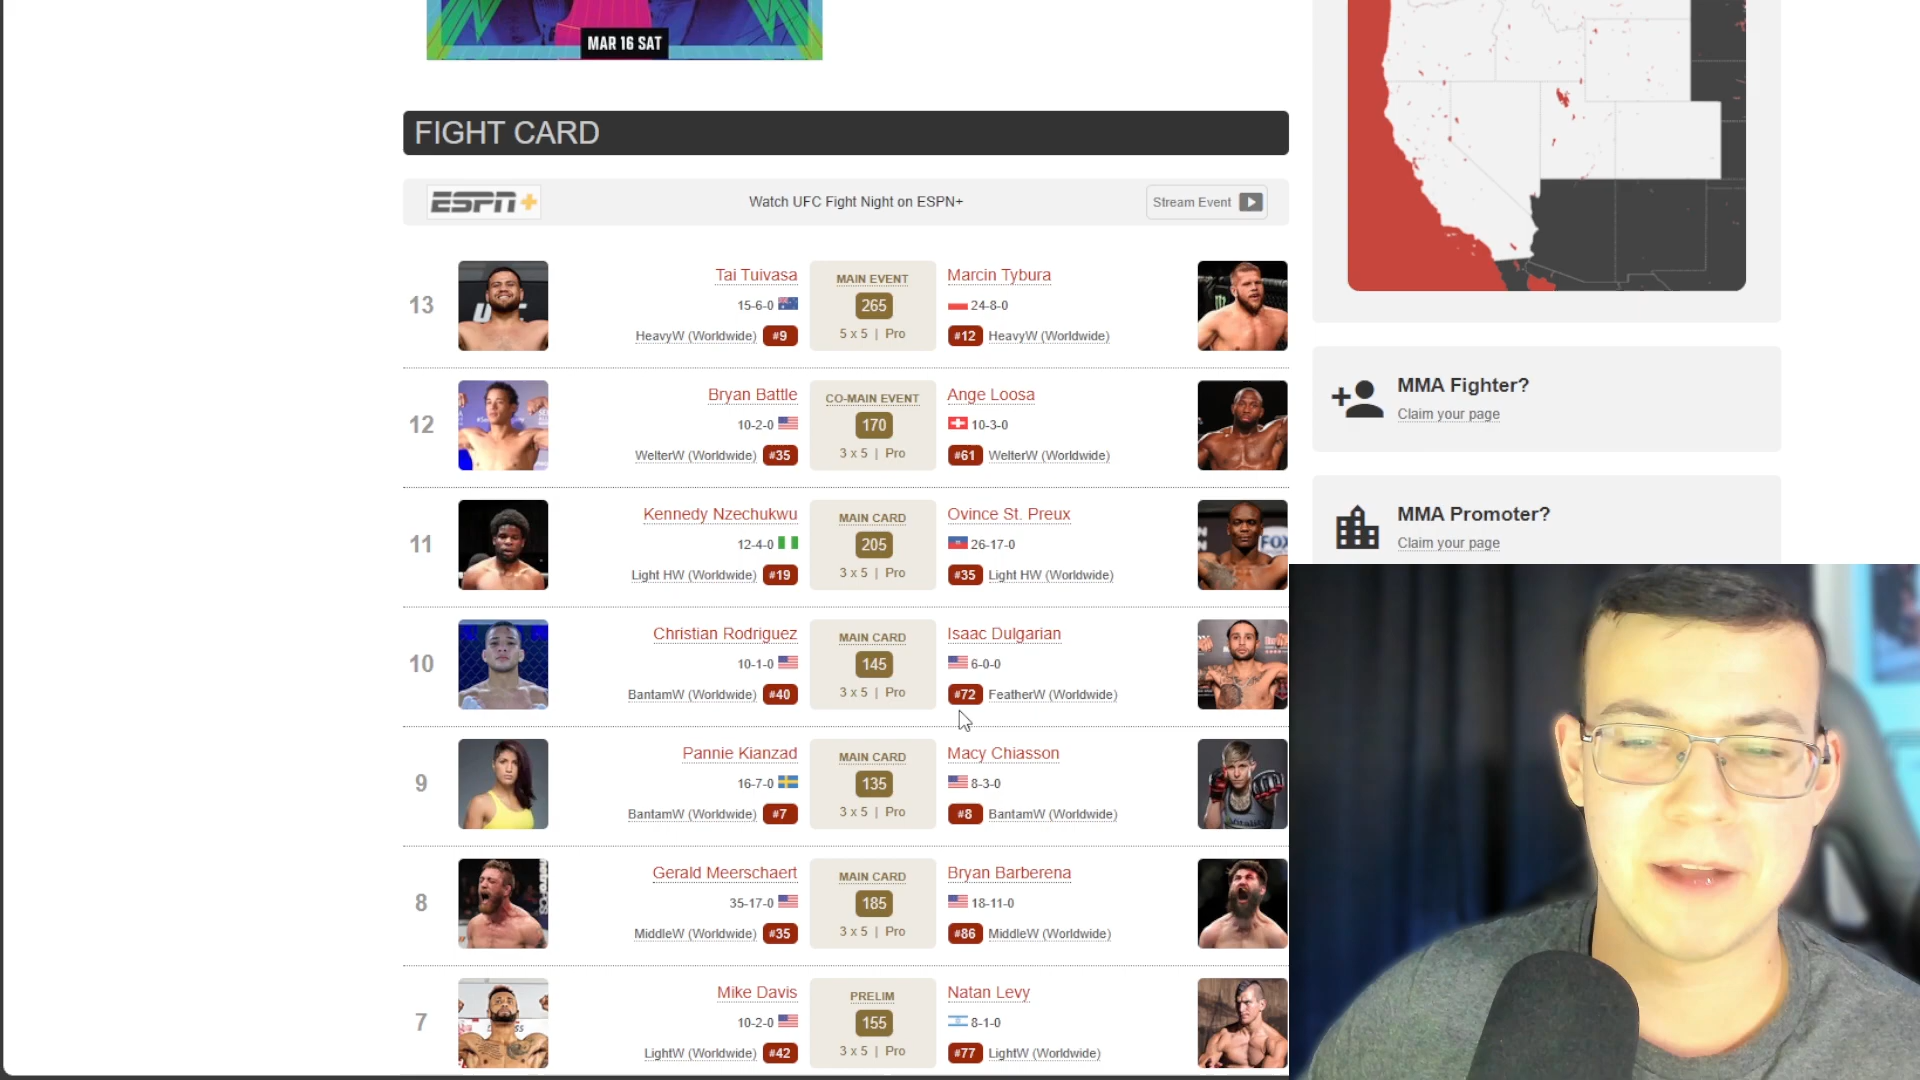 MAR 16 SAT
FIGHT CARD
ESPN+
Watch UFC Fight Night on ESPN+
Stream Event
13
Tai Tuivasa
15-6-0
HeavyW (Worldwide) #9
MAIN EVENT
265
5 x 5 | Pro
Marcin Tybura
24-8-0
#12 HeavyW (Worldwide)
12
Bryan Battle
10-2-0
WelterW (Worldwide) #35
CO-MAIN EVENT
170
3 x 5 | Pro
Ange Loosa
10-3-0
#61 WelterW (Worldwide)
11
Kennedy Nzechukwu
12-4-0
Light HW (Worldwide) #19
MAIN CARD
205
3 x 5 | Pro
Ovince St. Preux
26-17-0
#35 Light HW (Worldwide)
FOX
10
Christian Rodriguez
10-1-0
BantamW (Worldwide) #40
MAIN CARD
145
3 x 5 | Pro
Isaac Dulgarian
6-0-0
#72 FeatherW (Worldwide)
9
Pannie Kianzad
16-7-0
BantamW (Worldwide) #7
MAIN CARD
135
3 x 5 | Pro
Macy Chiasson
8-3-0
#8 BantamW (Worldwide)
8
Gerald Meerschaert
35-17-0
MiddleW (Worldwide) #35
MAIN CARD
185
3 x 5 | Pro
Bryan Barberena
18-11-0
#86 MiddleW (Worldwide)
7
Mike Davis
10-2-0
LightW (Worldwide) #42
PRELIM
155
3 x 5 | Pro
Natan Levy
8-1-0
#77 LightW (Worldwide)
MMA Fighter?
Claim your page
MMA Promoter?
Claim your page